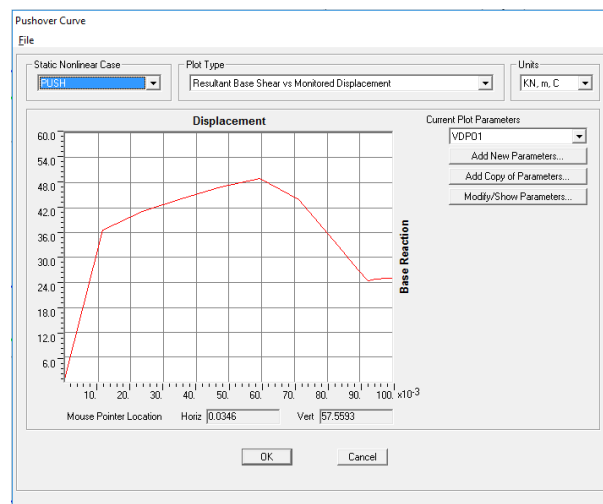 Pushover Curve
File
Static Nonlinear Case
PUSH
Plot Type
Resultant Base Shear vs Monitored Displacement
Units
KN, m, C
Displacement
60.0
54.0
48.0
42.0
36.0
30.0
24.0
18.0
12.0
6.0
Base Reaction
10. 20. 30. 40. 50. 60. 70. 80. 90. 100. x10-3
Current Plot Parameters
VDPO1
Add New Parameters...
Add Copy of Parameters...
Modify/Show Parameters...
Mouse Pointer Location Horiz 0.0346 Vert 57.5593
OK Cancel